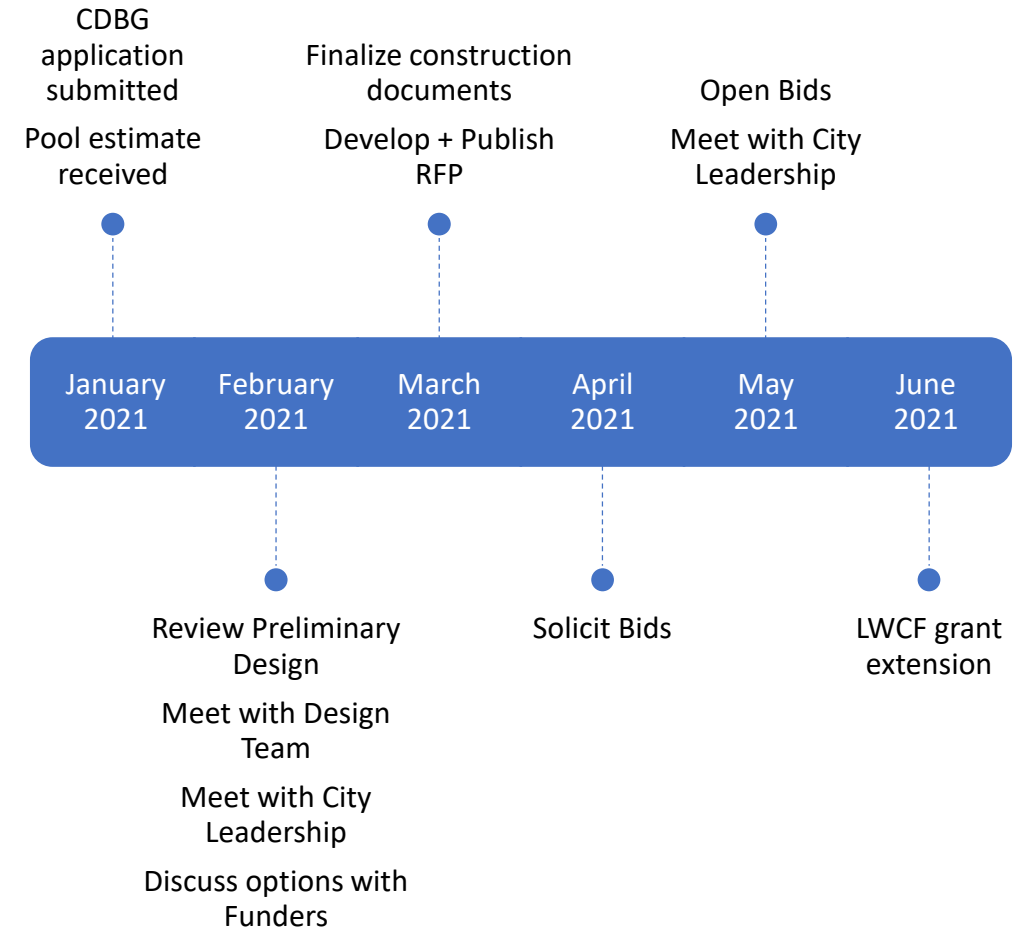 CDBG
application
submitted
Pool estimate
received
Finalize construction
documents
Develop + Publish
RFP
Open Bids
Meet with City
Leadership
January
2021
February
2021
March
2021
April
2021
May
2021
June
2021
Review Preliminary
Design
Meet with Design
Team
Meet with City
Leadership
Discuss options with
Funders
Solicit Bids
LWCF grant
extension